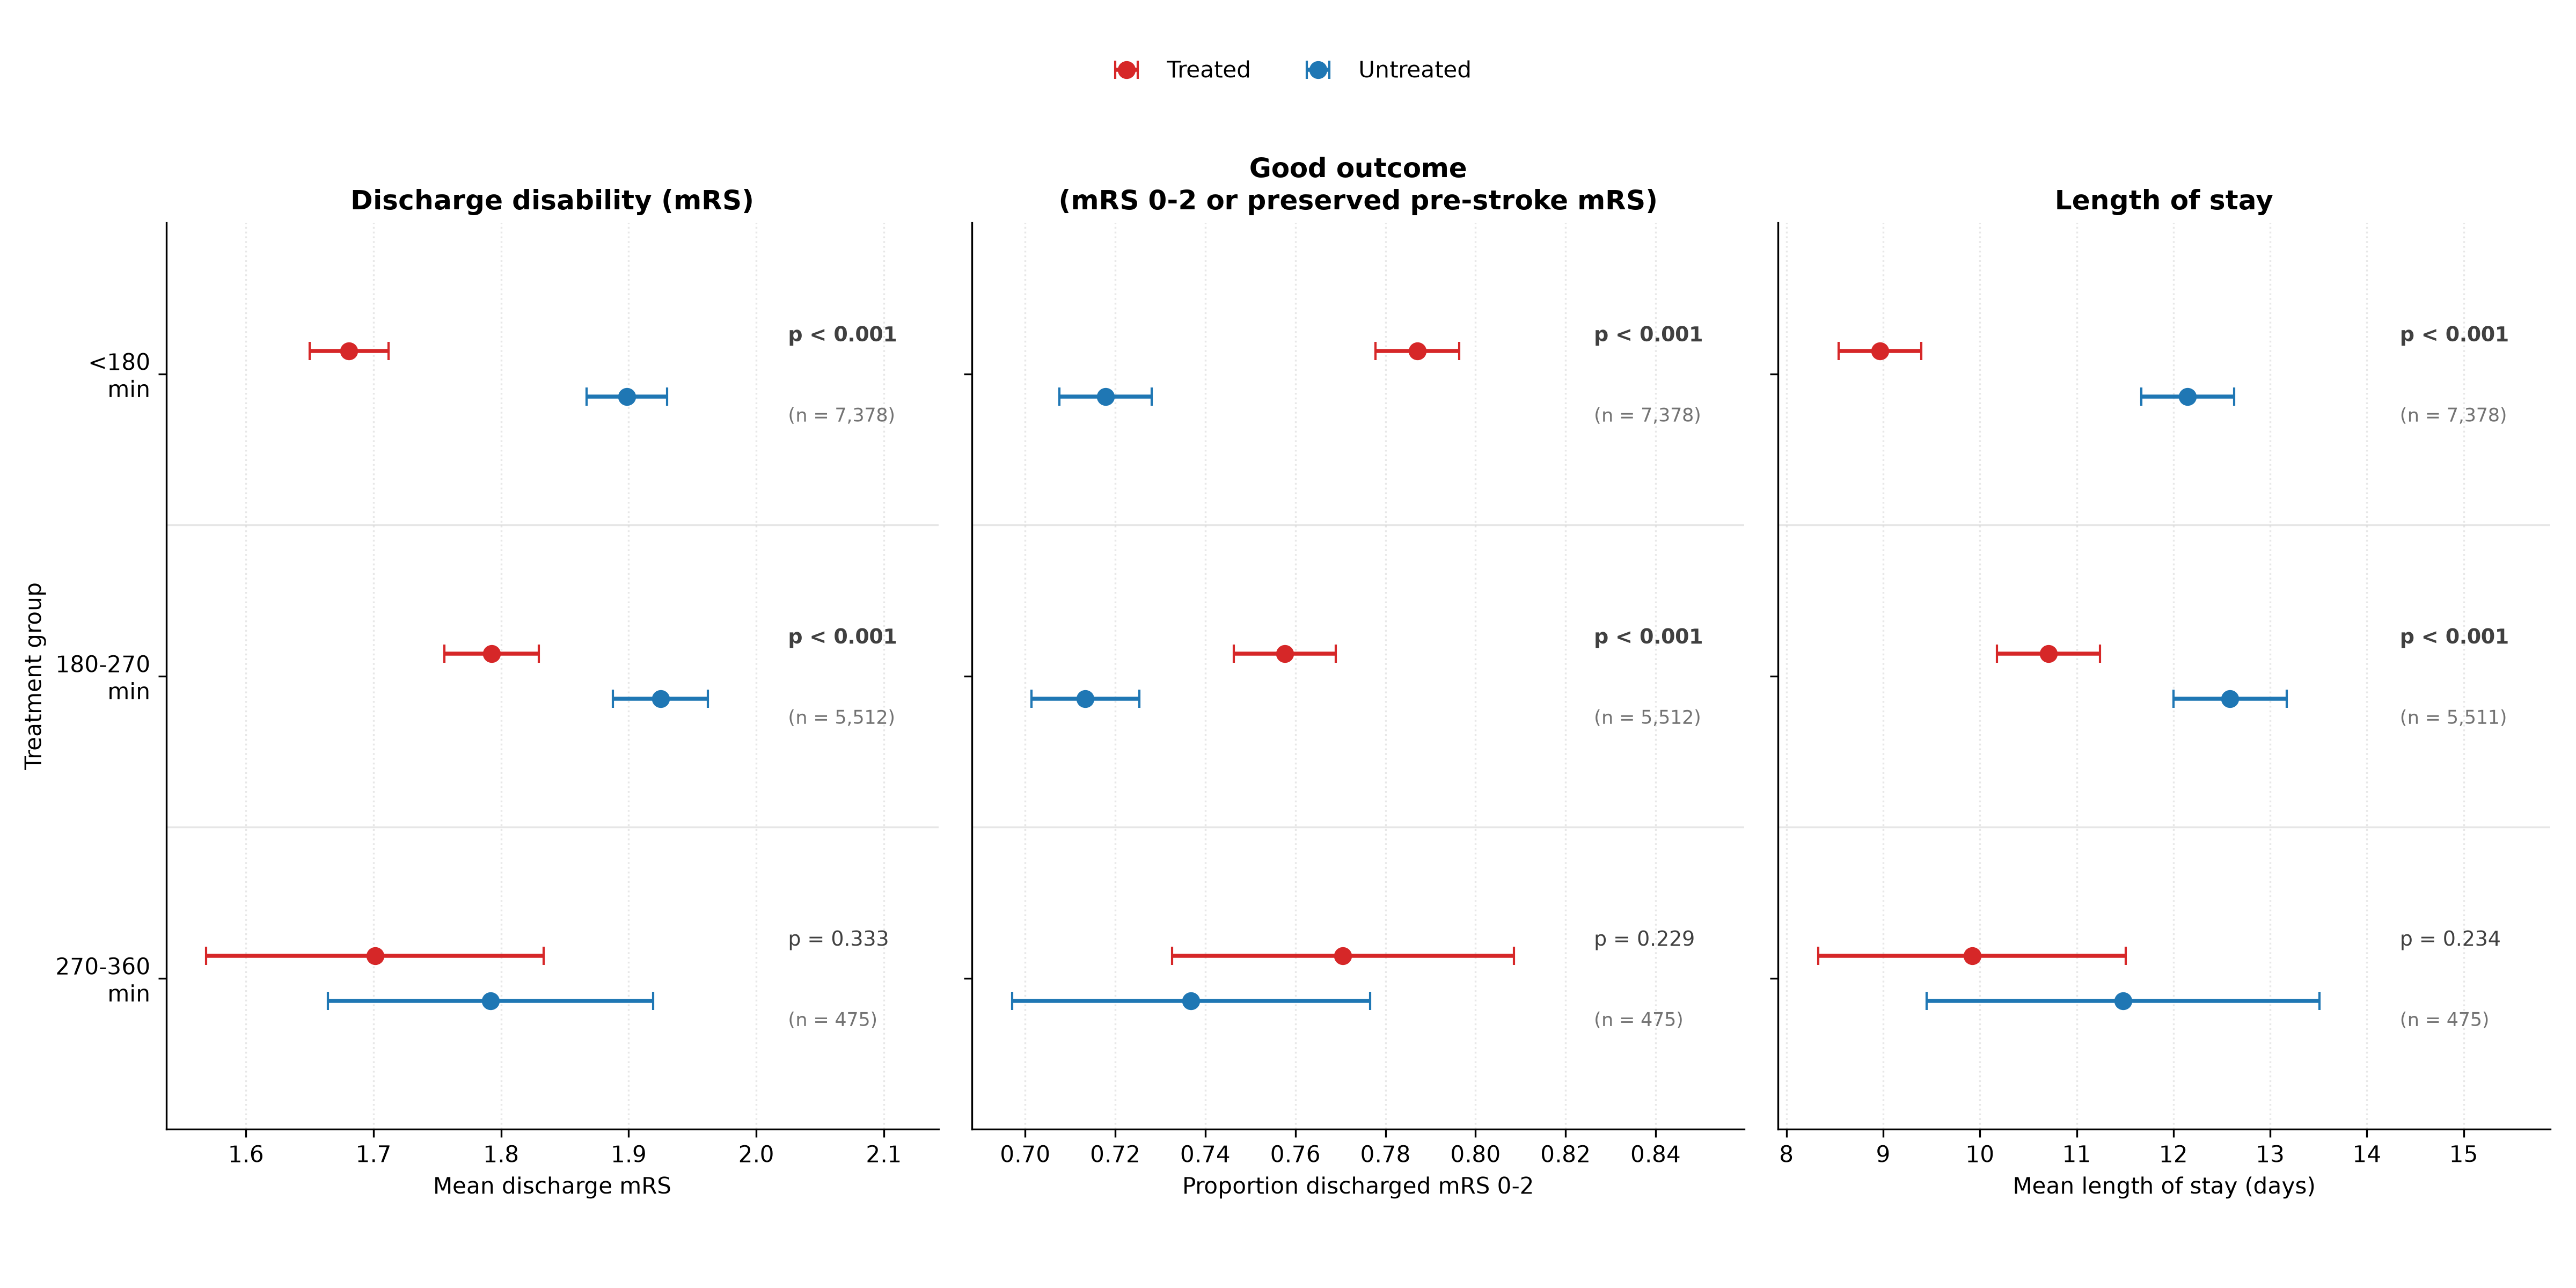 Treated
Untreated
Discharge disability (mRS)
Good outcome
(mRS 0-2 or preserved pre-stroke mRS)
Length of stay
Treatment group
<180
min
180-270
min
270-360
min
p < 0.001
(n = 7,378)
p < 0.001
(n = 5,512)
p = 0.333
(n = 475)
1.6 1.7 1.8 1.9 2.0 2.1
Mean discharge mRS
p < 0.001
(n = 7,378)
p < 0.001
(n = 5,512)
p = 0.229
(n = 475)
0.70 0.72 0.74 0.76 0.78 0.80 0.82 0.84
Proportion discharged mRS 0-2
p < 0.001
(n = 7,378)
p < 0.001
(n = 5,511)
p = 0.234
(n = 475)
8 9 10 11 12 13 14 15
Mean length of stay (days)